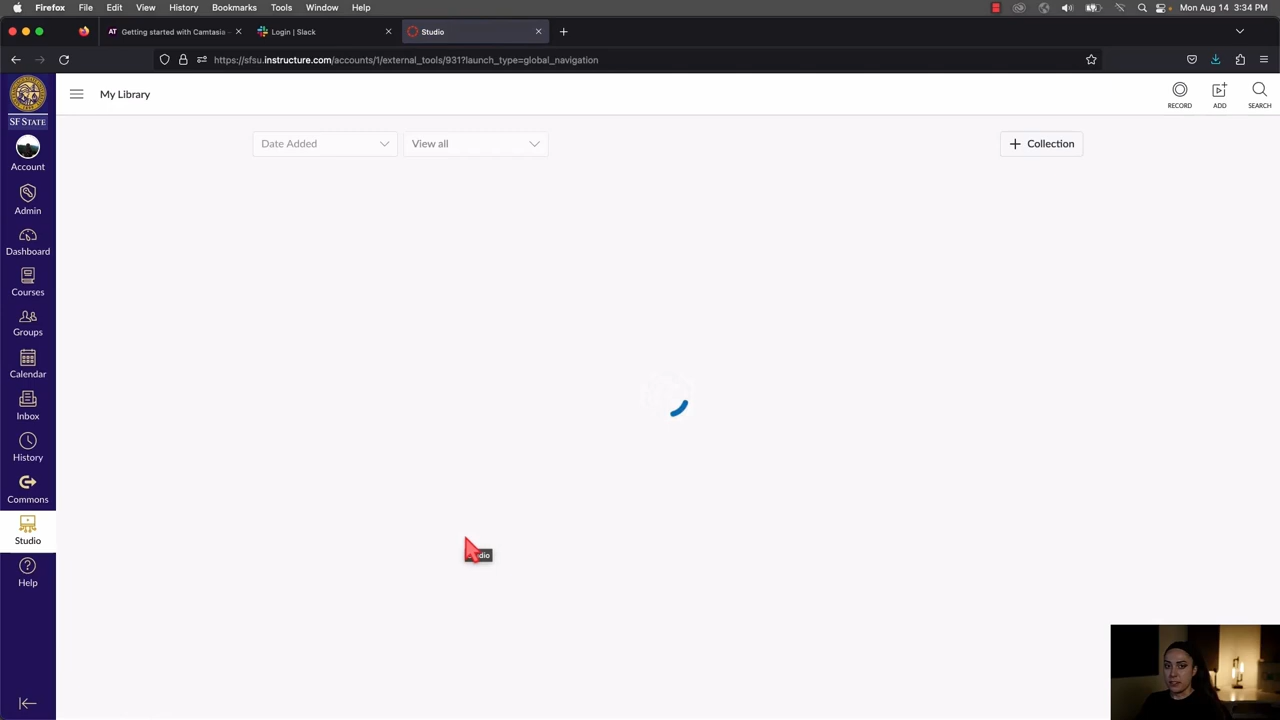 Firefox File Edit View History Bookmarks Tools Window Help Mon Aug 14 3:34 PM
Getting started with Camtasia - Login | Slack Studio
https://sfsu.instructure.com/accounts/1/external_tools/931?launch_type=global_navigation
My Library
RECORD ADD SEARCH
SF STATE
Date Added View all Collection
Account
Admin
Dashboard
Courses
Groups
Calendar
Inbox
History
Commons
Studio
Help